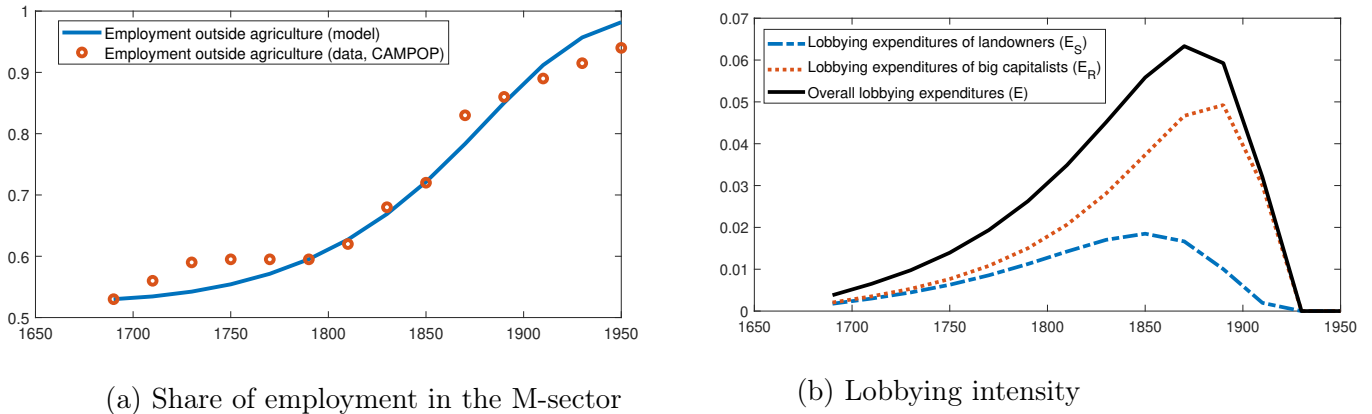 1
0.9
0.8
0.7
0.6
0.5
1650 1700 1750 1800 1850 1900 1950
Employment outside agriculture (model)
Employment outside agriculture (data, CAMPOP)
(a) Share of employment in the M-sector
0.07
0.06
0.05
0.04
0.03
0.02
0.01
0
1650 1700 1750 1800 1850 1900 1950
Lobbying expenditures of landowners (E_S)
Lobbying expenditures of big capitalists (E_R)
Overall lobbying expenditures (E)
(b) Lobbying intensity